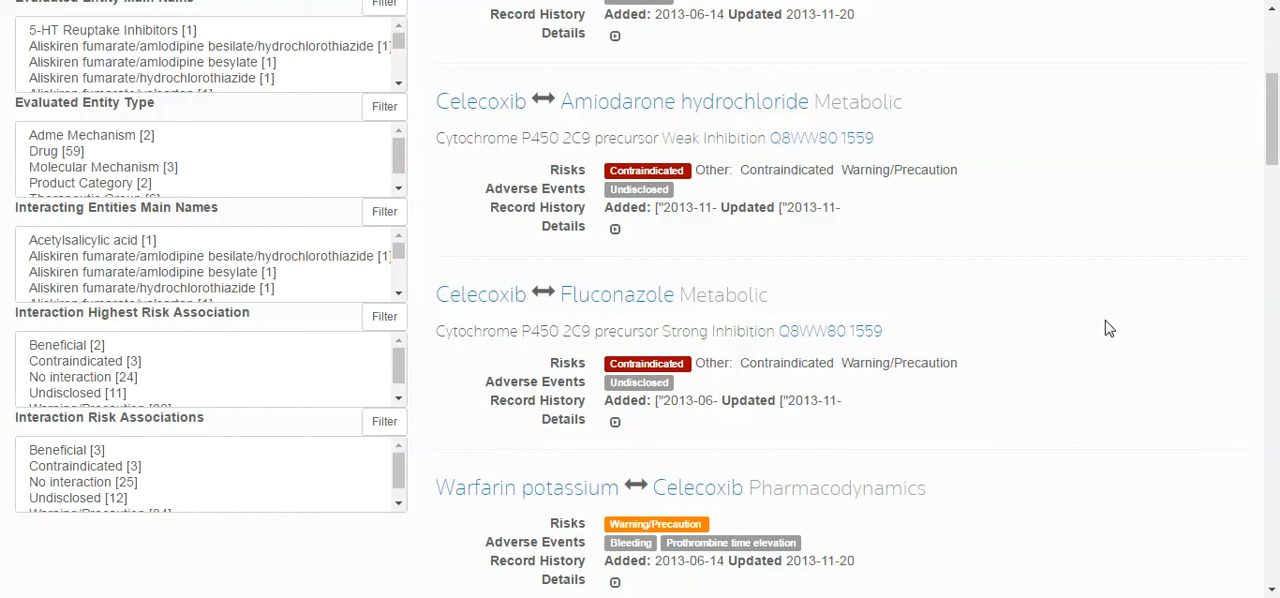 Evaluated Entity Main Name
Filter
5-HT Reuptake Inhibitors [1]
Aliskiren fumarate/amlodipine besilate/hydrochlorothiazide [1]
Aliskiren fumarate/amlodipine besylate [1]
Aliskiren fumarate/hydrochlorothiazide [1]
Evaluated Entity Type
Filter
Adme Mechanism [2]
Drug [59]
Molecular Mechanism [3]
Product Category [2]
Interacting Entities Main Names
Filter
Acetylsalicylic acid [1]
Aliskiren fumarate/amlodipine besilate/hydrochlorothiazide [1]
Aliskiren fumarate/amlodipine besylate [1]
Aliskiren fumarate/hydrochlorothiazide [1]
Interaction Highest Risk Association
Filter
Beneficial [2]
Contraindicated [3]
No interaction [24]
Undisclosed [11]
Interaction Risk Associations
Filter
Beneficial [3]
Contraindicated [3]
No interaction [25]
Undisclosed [12]
Record History Added: 2013-06-14 Updated 2013-11-20
Details
Celecoxib ↔ Amiodarone hydrochloride Metabolic
Cytochrome P450 2C9 precursor Weak Inhibition Q8WW80 1559
Risks Contraindicated Other: Contraindicated Warning/Precaution
Adverse Events Undisclosed
Record History Added: ["2013-11- Updated ["2013-11-
Details
Celecoxib ↔ Fluconazole Metabolic
Cytochrome P450 2C9 precursor Strong Inhibition Q8WW80 1559
Risks Contraindicated Other: Contraindicated Warning/Precaution
Adverse Events Undisclosed
Record History Added: ["2013-06- Updated ["2013-11-
Details
Warfarin potassium ↔ Celecoxib Pharmacodynamics
Risks Warning/Precaution
Adverse Events Bleeding Prothrombine time elevation
Record History Added: 2013-06-14 Updated 2013-11-20
Details